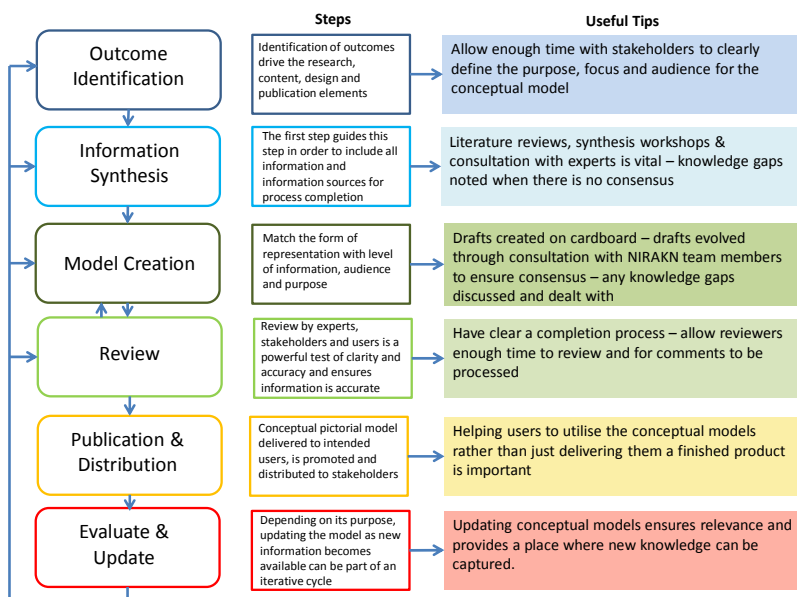 Steps
Useful Tips
Outcome
Identification
Identification of outcomes
drive the research,
content, design and
publication elements
Allow enough time with stakeholders to clearly
define the purpose, focus and audience for the
conceptual model
Information
Synthesis
The first step guides this
step in order to include all
information and
information sources for
process completion
Literature reviews, synthesis workshops &
consultation with experts is vital – knowledge gaps
noted when there is no consensus
Model Creation
Match the form of
representation with level
of information, audience
and purpose
Drafts created on cardboard – drafts evolved
through consultation with NIRAKN team members
to ensure consensus – any knowledge gaps
discussed and dealt with
Review
Review by experts,
stakeholders and users is a
powerful test of clarity and
accuracy and ensures
information is accurate
Have clear a completion process – allow reviewers
enough time to review and for comments to be
processed
Publication &
Distribution
Conceptual pictorial model
delivered to intended
users, is promoted and
distributed to stakeholders
Helping users to utilise the conceptual models
rather than just delivering them a finished product
is important
Evaluate &
Update
Depending on its purpose,
updating the model as new
information becomes
available can be part of an
iterative cycle
Updating conceptual models ensures relevance and
provides a place where new knowledge can be
captured.